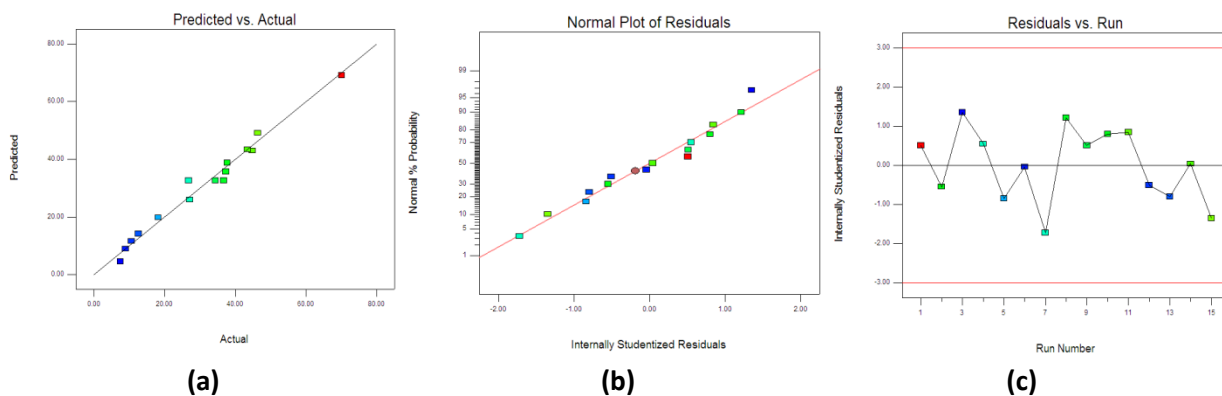 Predicted vs. Actual
Predicted
80.00
60.00
40.00
20.00
0.00
0.00 20.00 40.00 60.00 80.00
Actual
(a)
Normal Plot of Residuals
Normal % Probability
99
95
90
80
70
50
30
20
10
5
1
-2.00 -1.00 0.00 1.00 2.00
Internally Studentized Residuals
(b)
Residuals vs. Run
Internally Studentized Residuals
3.00
2.00
1.00
0.00
-1.00
-2.00
-3.00
1 3 5 7 9 11 13 15
Run Number
(c)